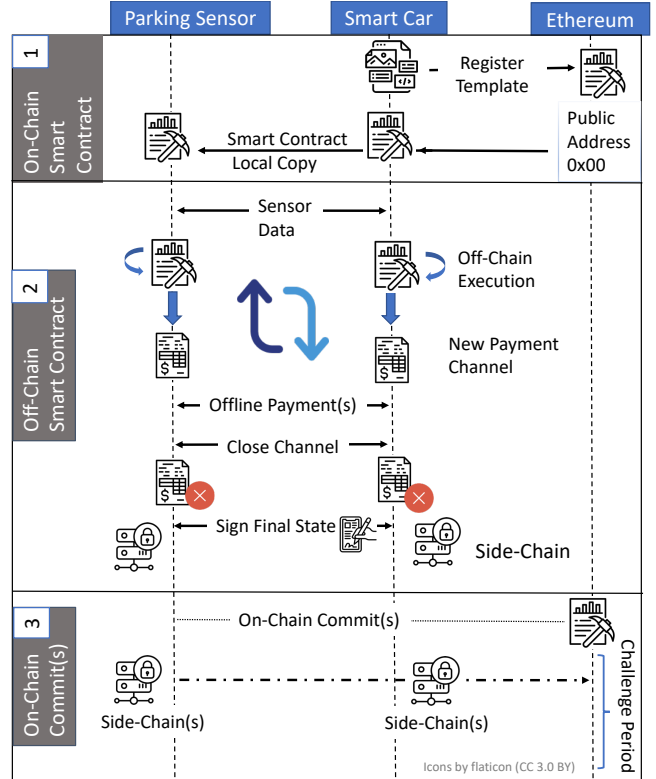 Parking Sensor
Smart Car
Ethereum
1
On-Chain
Smart
Contract
Register
Template
Public
Address
0x00
Smart Contract
Local Copy
2
Off-Chain
Smart Contract
Sensor
Data
Off-Chain
Execution
New Payment
Channel
$
$
Offline Payment(s)
Close Channel
$
$
Sign Final State
Side-Chain
3
On-Chain
Commit(s)
On-Chain Commit(s)
Challenge Period
Side-Chain(s)
Side-Chain(s)
Icons by flaticon (CC 3.0 BY)